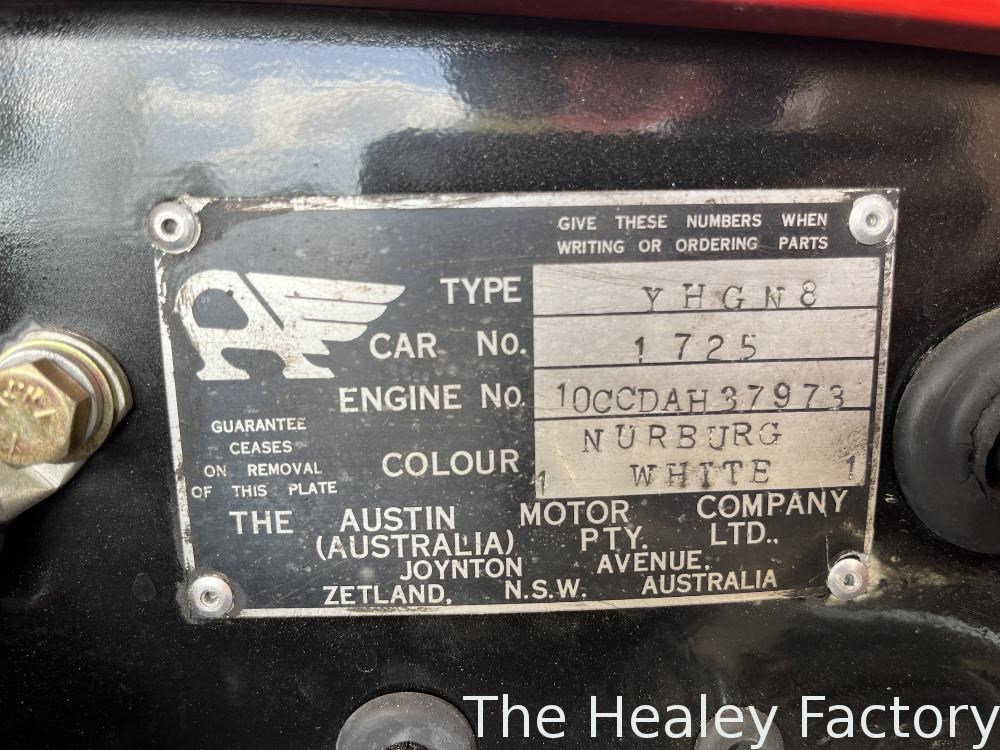 GIVE THESE NUMBERS WHEN
WRITING OR ORDERING PARTS
TYPE YHGN8
CAR No. 1725
ENGINE No. 10CCDAH37973
GUARANTEE
CEASES
ON REMOVAL
OF THIS PLATE
COLOUR NURBURG
1 WHITE 1
THE AUSTIN MOTOR COMPANY
(AUSTRALIA) PTY. LTD.,
JOYNTON AVENUE.
ZETLAND, N.S.W. AUSTRALIA
The Healey Factory